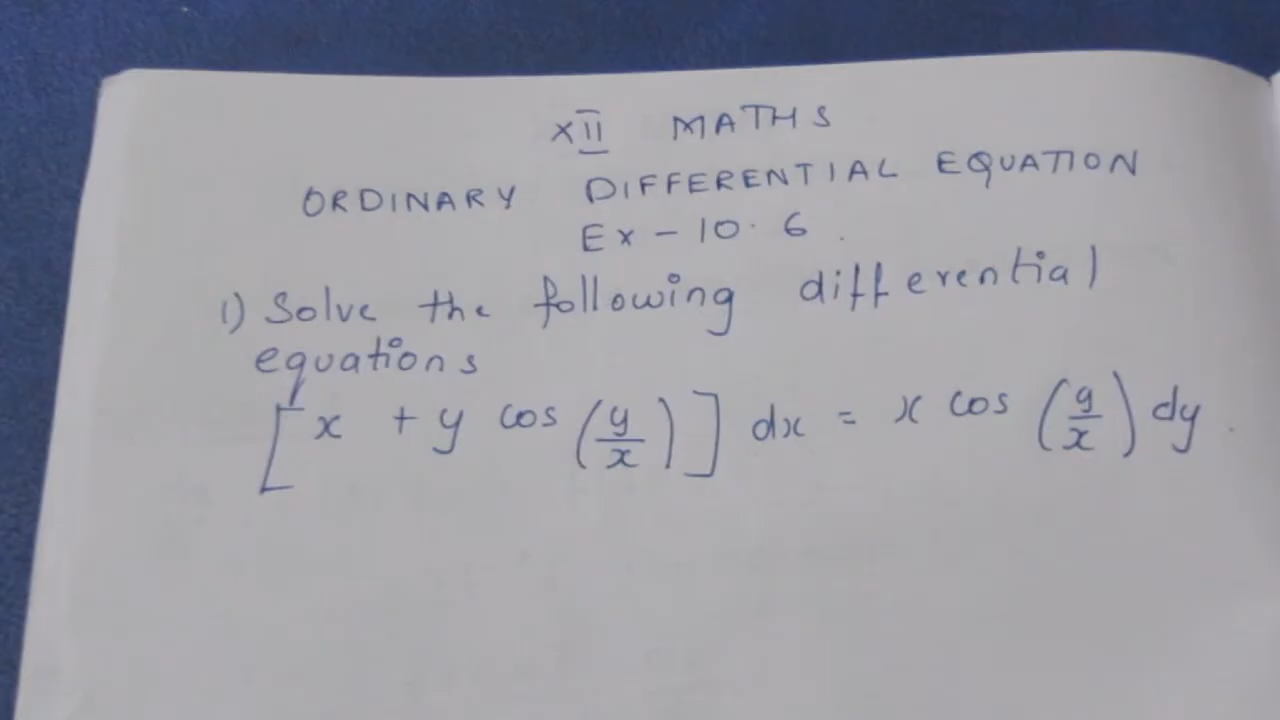 XII MATHS
ORDINARY DIFFERENTIAL EQUATION
Ex - 10.6.
1) Solve the following differential
equations
[x + y cos (y/x)] dx = x cos (y/x) dy.